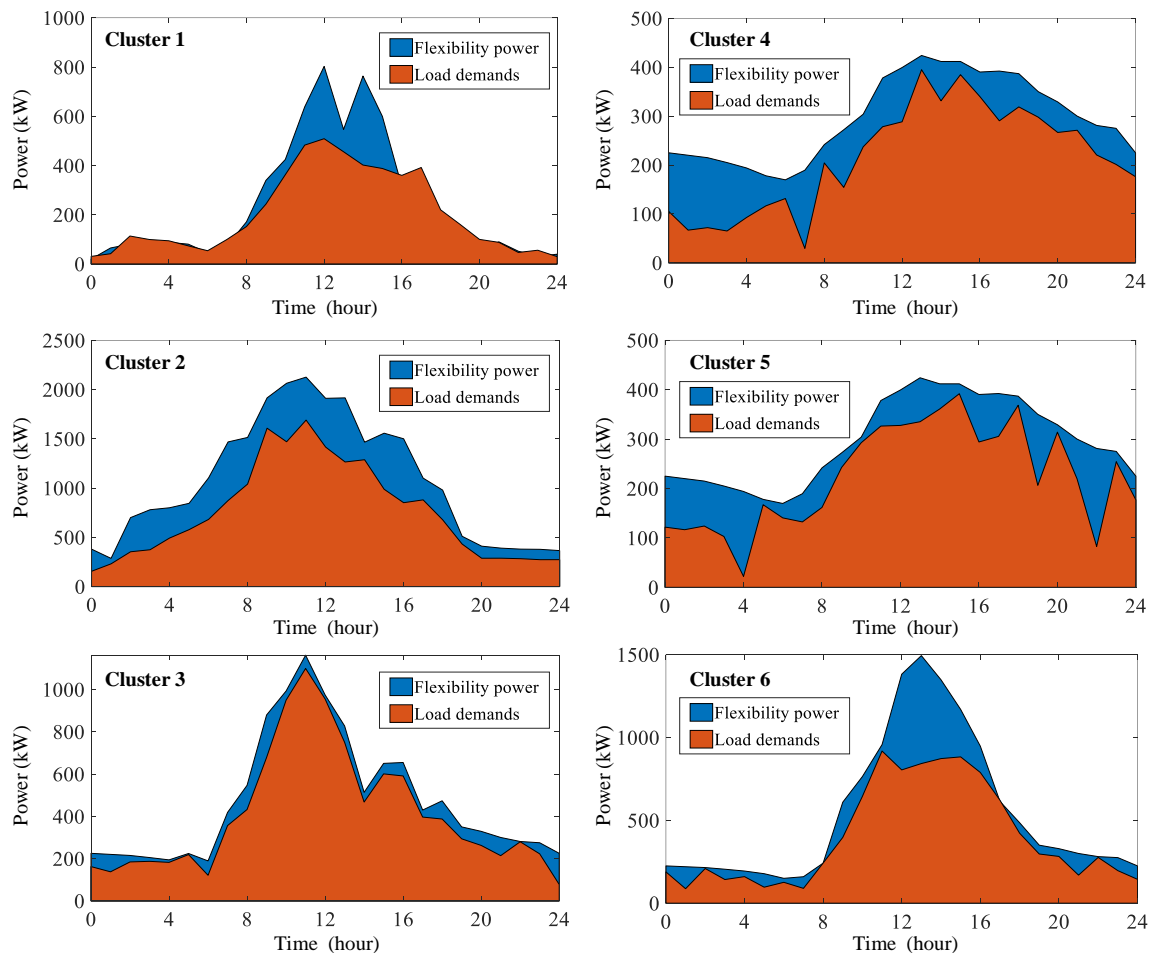 1000
800
600
400
200
0
Power (kW)
Cluster 1
Flexibility power
Load demands
0 4 8 12 16 20 24
Time (hour)
2500
2000
1500
1000
500
0
Power (kW)
Cluster 2
Flexibility power
Load demands
0 4 8 12 16 20 24
Time (hour)
1000
800
600
400
200
0
Power (kW)
Cluster 3
Flexibility power
Load demands
0 4 8 12 16 20 24
Time (hour)
500
400
300
200
100
0
Power (kW)
Cluster 4
Flexibility power
Load demands
0 4 8 12 16 20 24
Time (hour)
500
400
300
200
100
0
Power (kW)
Cluster 5
Flexibility power
Load demands
0 4 8 12 16 20 24
Time (hour)
1500
1000
500
0
Power (kW)
Cluster 6
Flexibility power
Load demands
0 4 8 12 16 20 24
Time (hour)